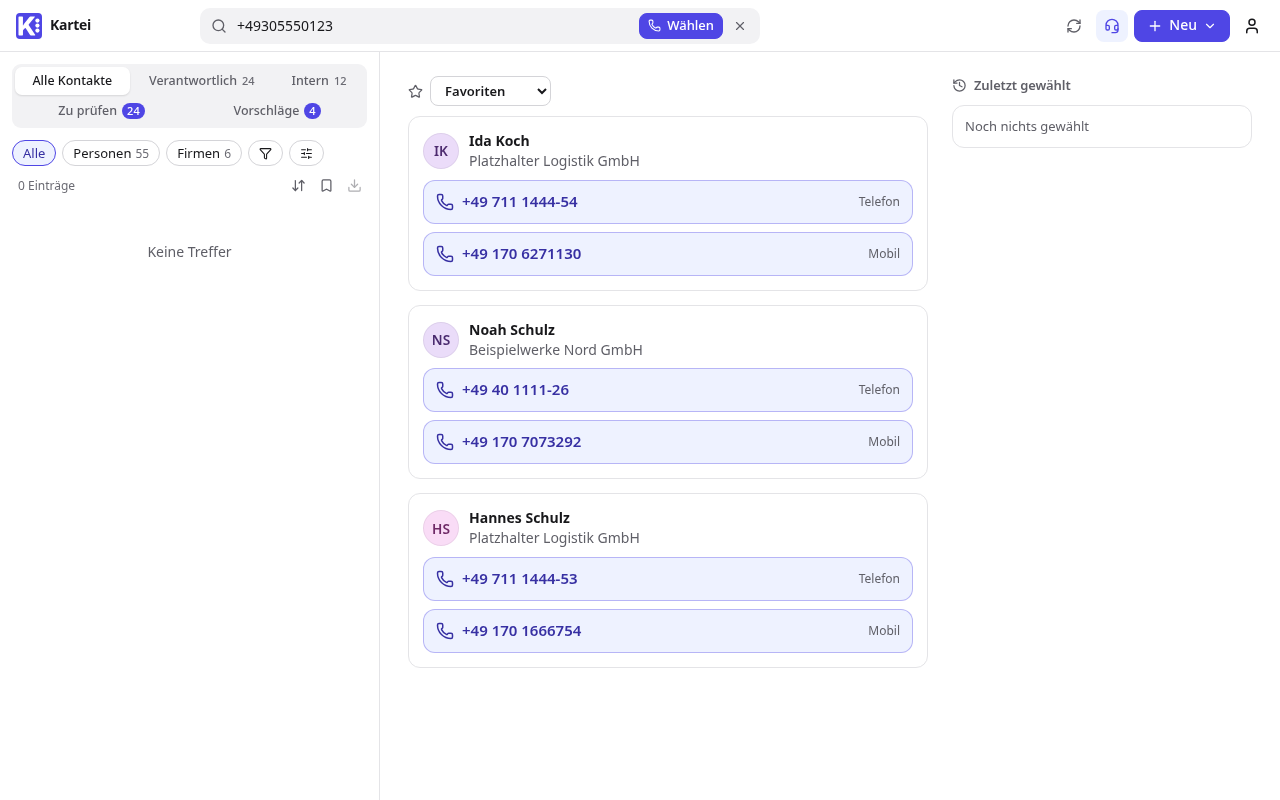 Kartei
+49305550123
Wählen
Neu
Alle Kontakte
Verantwortlich 24
Intern 12
Zu prüfen 24
Vorschläge 4
Alle
Personen 55
Firmen 6
0 Einträge
Keine Treffer
Favoriten
IK
Ida Koch
Platzhalter Logistik GmbH
+49 711 1444-54
Telefon
+49 170 6271130
Mobil
NS
Noah Schulz
Beispielwerke Nord GmbH
+49 40 1111-26
Telefon
+49 170 7073292
Mobil
HS
Hannes Schulz
Platzhalter Logistik GmbH
+49 711 1444-53
Telefon
+49 170 1666754
Mobil
Zuletzt gewählt
Noch nichts gewählt